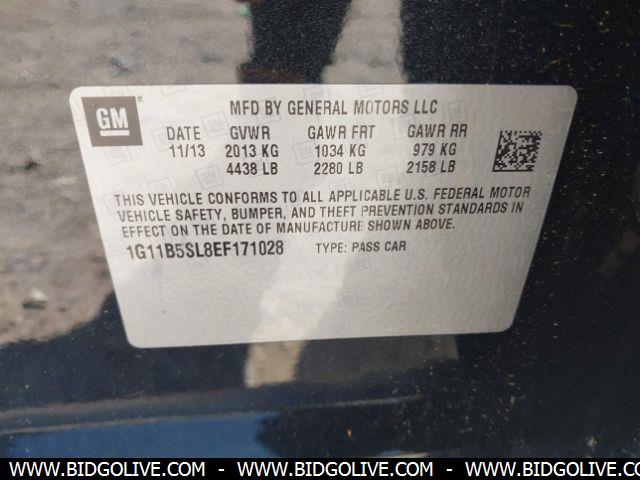 GM
MFD BY GENERAL MOTORS LLC
DATE GVWR GAWR FRT GAWR RR
11/13 2013 KG 1034 KG 979 KG
4438 LB 2280 LB 2158 LB
THIS VEHICLE CONFORMS TO ALL APPLICABLE U.S. FEDERAL MOTOR
VEHICLE SAFETY, BUMPER, AND THEFT PREVENTION STANDARDS IN
EFFECT ON THE DATE OF MANUFACTURE SHOWN ABOVE.
1G11B5SL8EF171028 TYPE: PASS CAR
WWW.BIDGOLIVE.COM - WWW.BIDGOLIVE.COM - WWW.BIDGOLIVE.COM